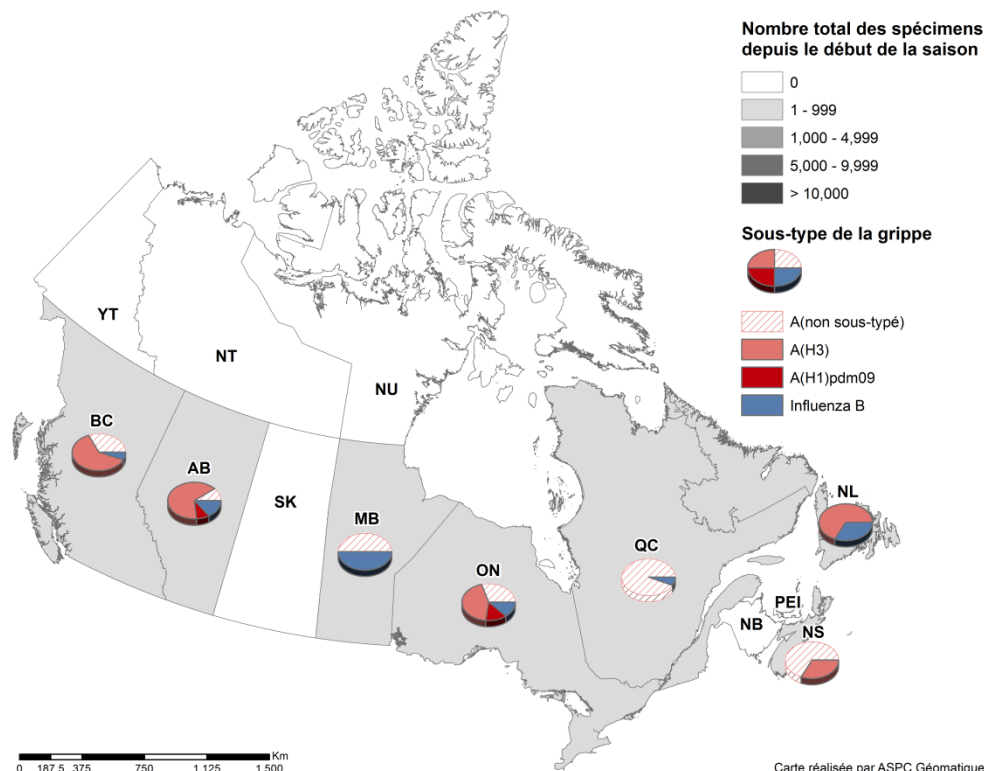 Nombre total des spécimens
depuis le début de la saison
0
1 - 999
1,000 - 4,999
5,000 - 9,999
> 10,000
Sous-type de la grippe
A(non sous-typé)
A(H3)
A(H1)pdm09
Influenza B
YT
NT
NU
BC
AB
SK
MB
ON
QC
NL
PEI
NB
NS
Km
0 187.5 375 750 1,125 1,500
Carte réalisée par ASPC Géomatique